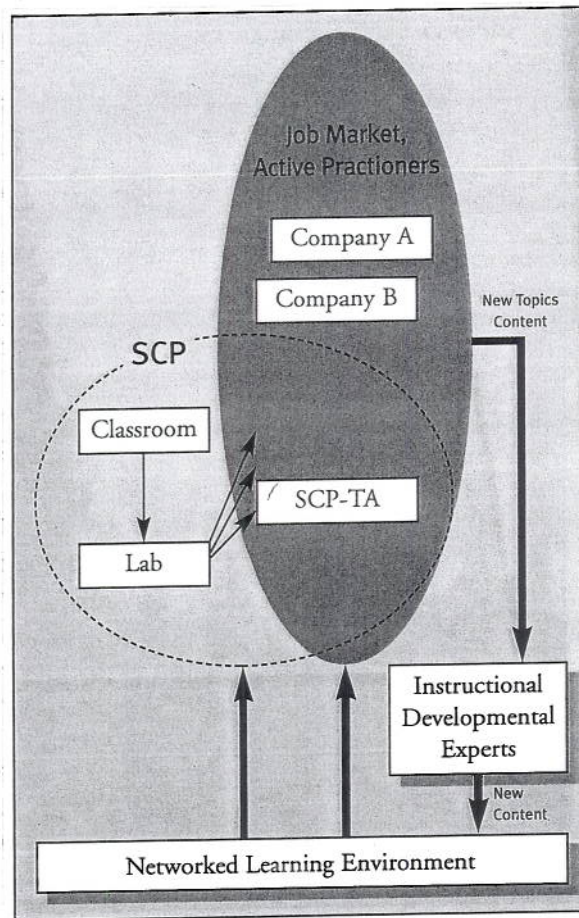 Job Market,
Active Practioners
Company A
Company B
New Topics
Content
SCP
Classroom
SCP-TA
Lab
Instructional
Developmental
Experts
New
Content
Networked Learning Environment